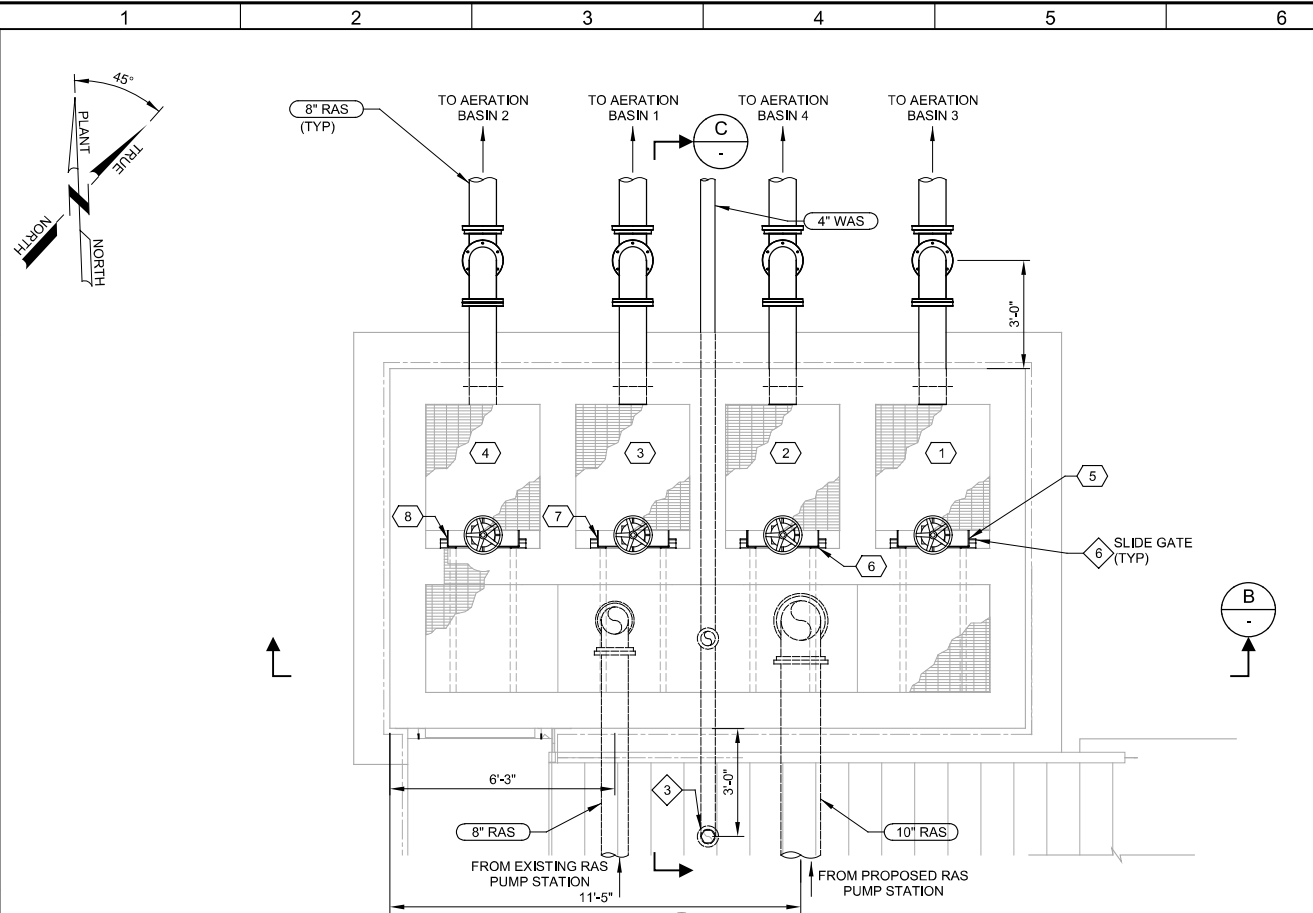 1 2 3 4 5 6
45°
PLANT
TRUE
NORTH
NORTH
8" RAS
(TYP)
TO AERATION
BASIN 2
TO AERATION
BASIN 1
C
-
TO AERATION
BASIN 4
TO AERATION
BASIN 3
4" WAS
3'-0"
4
3
2
1
8
7
6
5
6
SLIDE GATE
(TYP)
B
-
6'-3"
3
3'-0"
8" RAS
10" RAS
FROM EXISTING RAS
PUMP STATION
FROM PROPOSED RAS
PUMP STATION
11'-5"